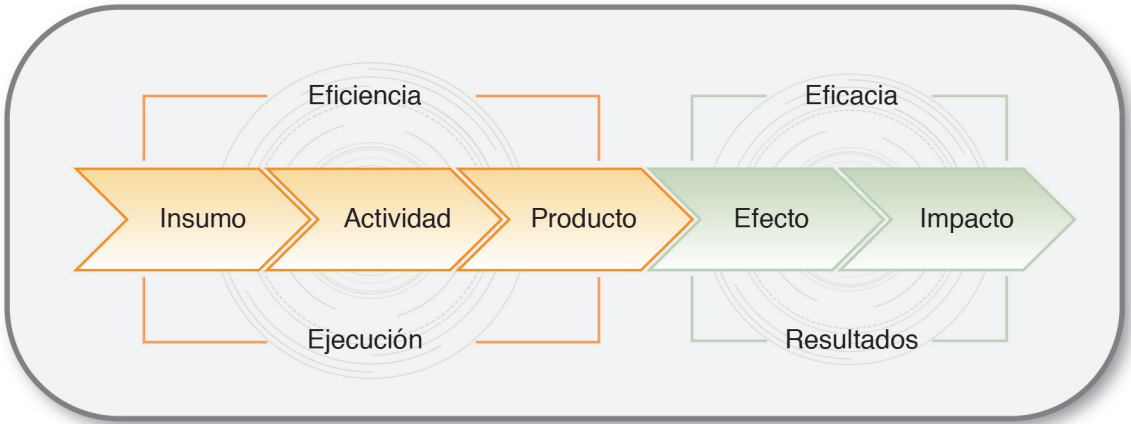 Eficiencia
Eficacia
Insumo
Actividad
Producto
Efecto
Impacto
Ejecución
Resultados